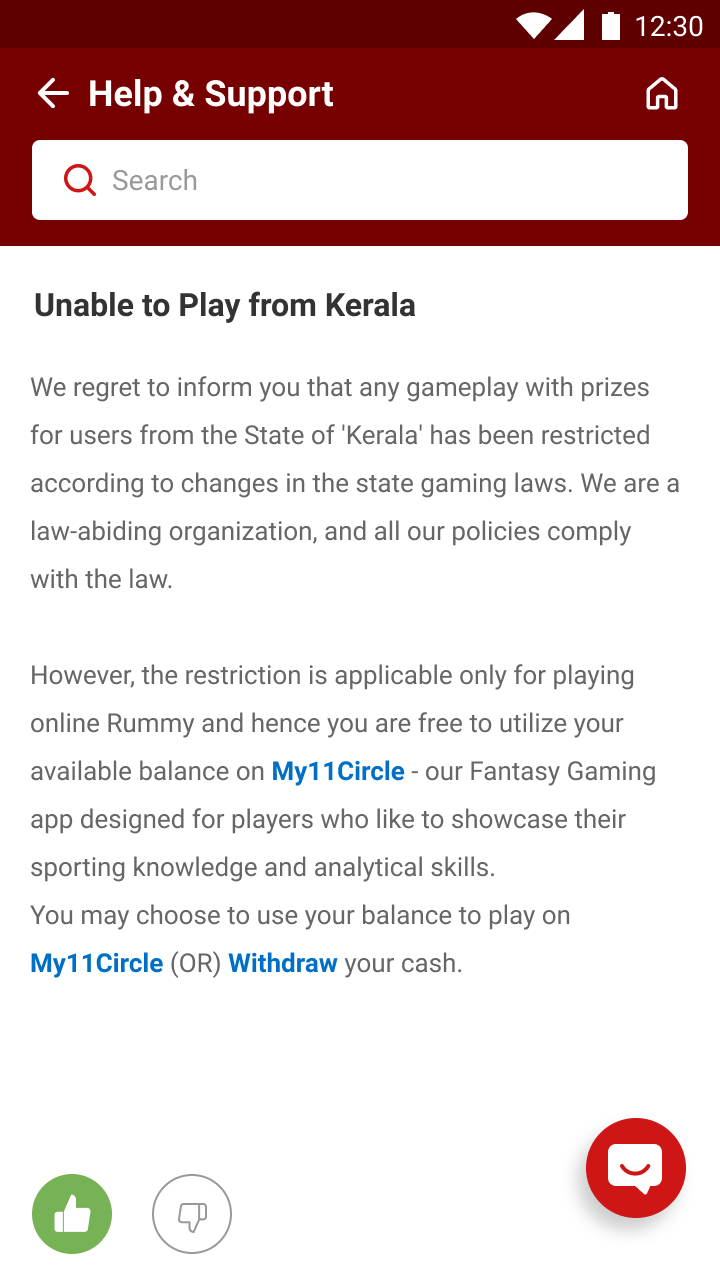 12:30
Help & Support
Search
Unable to Play from Kerala
We regret to inform you that any gameplay with prizes
for users from the State of 'Kerala' has been restricted
according to changes in the state gaming laws. We are a
law-abiding organization, and all our policies comply
with the law.
However, the restriction is applicable only for playing
online Rummy and hence you are free to utilize your
available balance on My11Circle - our Fantasy Gaming
app designed for players who like to showcase their
sporting knowledge and analytical skills.
You may choose to use your balance to play on
My11Circle (OR) Withdraw your cash.